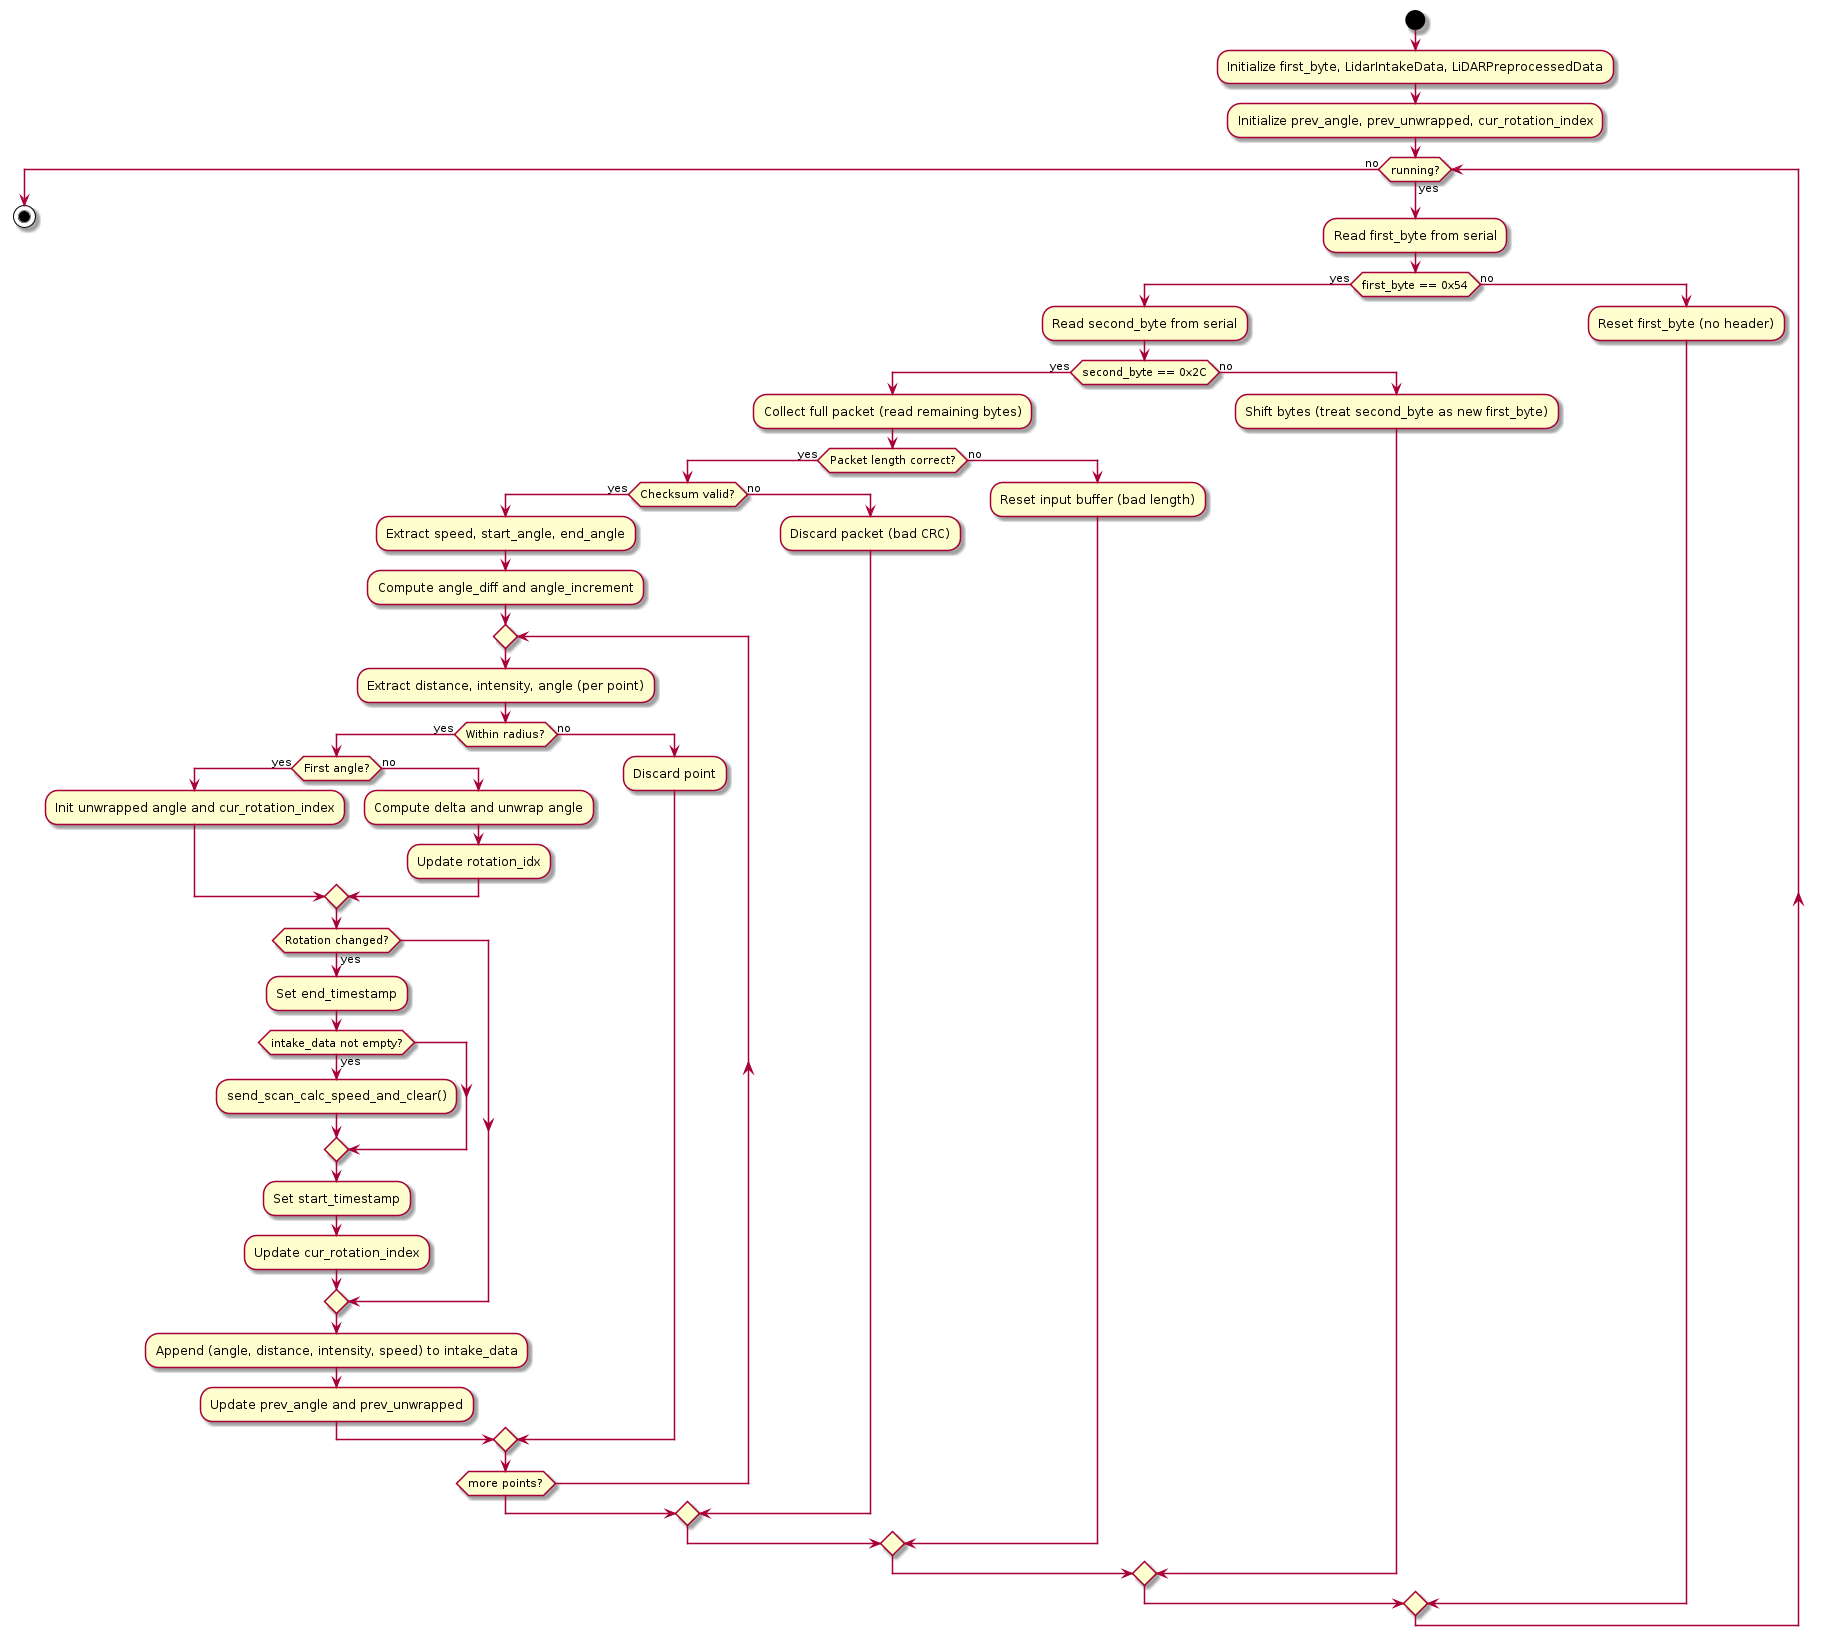 Initialize first_byte, LidarIntakeData, LiDARPreprocessedData
Initialize prev_angle, prev_unwrapped, cur_rotation_index
no
running?
yes
Read first_byte from serial
yes
first_byte == 0x54
no
Read second_byte from serial
Reset first_byte (no header)
yes
second_byte == 0x2C
no
Collect full packet (read remaining bytes)
Shift bytes (treat second_byte as new first_byte)
yes
Packet length correct?
no
yes
Checksum valid?
no
Reset input buffer (bad length)
Extract speed, start_angle, end_angle
Discard packet (bad CRC)
Compute angle_diff and angle_increment
Extract distance, intensity, angle (per point)
yes
Within radius?
no
yes
First angle?
no
Discard point
Init unwrapped angle and cur_rotation_index
Compute delta and unwrap angle
Update rotation_idx
Rotation changed?
yes
Set end_timestamp
intake_data not empty?
yes
send_scan_calc_speed_and_clear()
Set start_timestamp
Update cur_rotation_index
Append (angle, distance, intensity, speed) to intake_data
Update prev_angle and prev_unwrapped
more points?